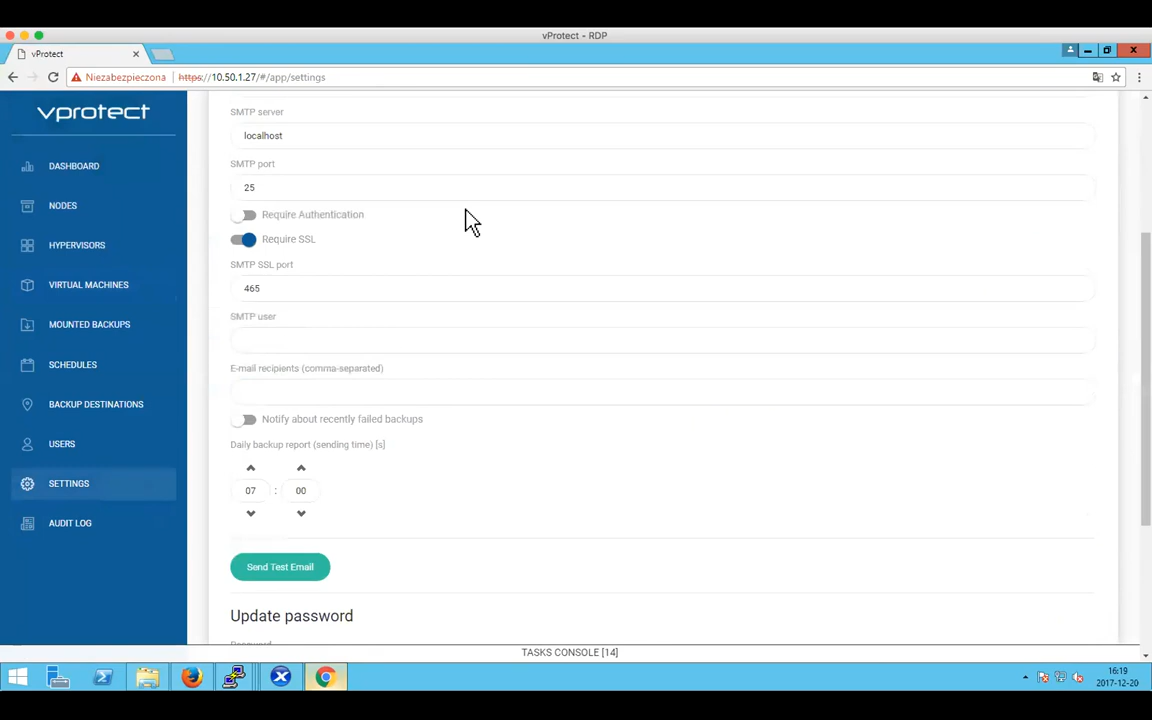 vProtect - RDP
vProtect
Niezabezpieczona https://10.50.1.27/#/app/settings
vprotect
DASHBOARD
NODES
HYPERVISORS
VIRTUAL MACHINES
MOUNTED BACKUPS
SCHEDULES
BACKUP DESTINATIONS
USERS
SETTINGS
AUDIT LOG
SMTP server
localhost
SMTP port
25
Require Authentication
Require SSL
SMTP SSL port
465
SMTP user
E-mail recipients (comma-separated)
Notify about recently failed backups
Daily backup report (sending time) [s]
07 : 00
Send Test Email
Update password
Password
TASKS CONSOLE [14]
16:19
2017-12-20